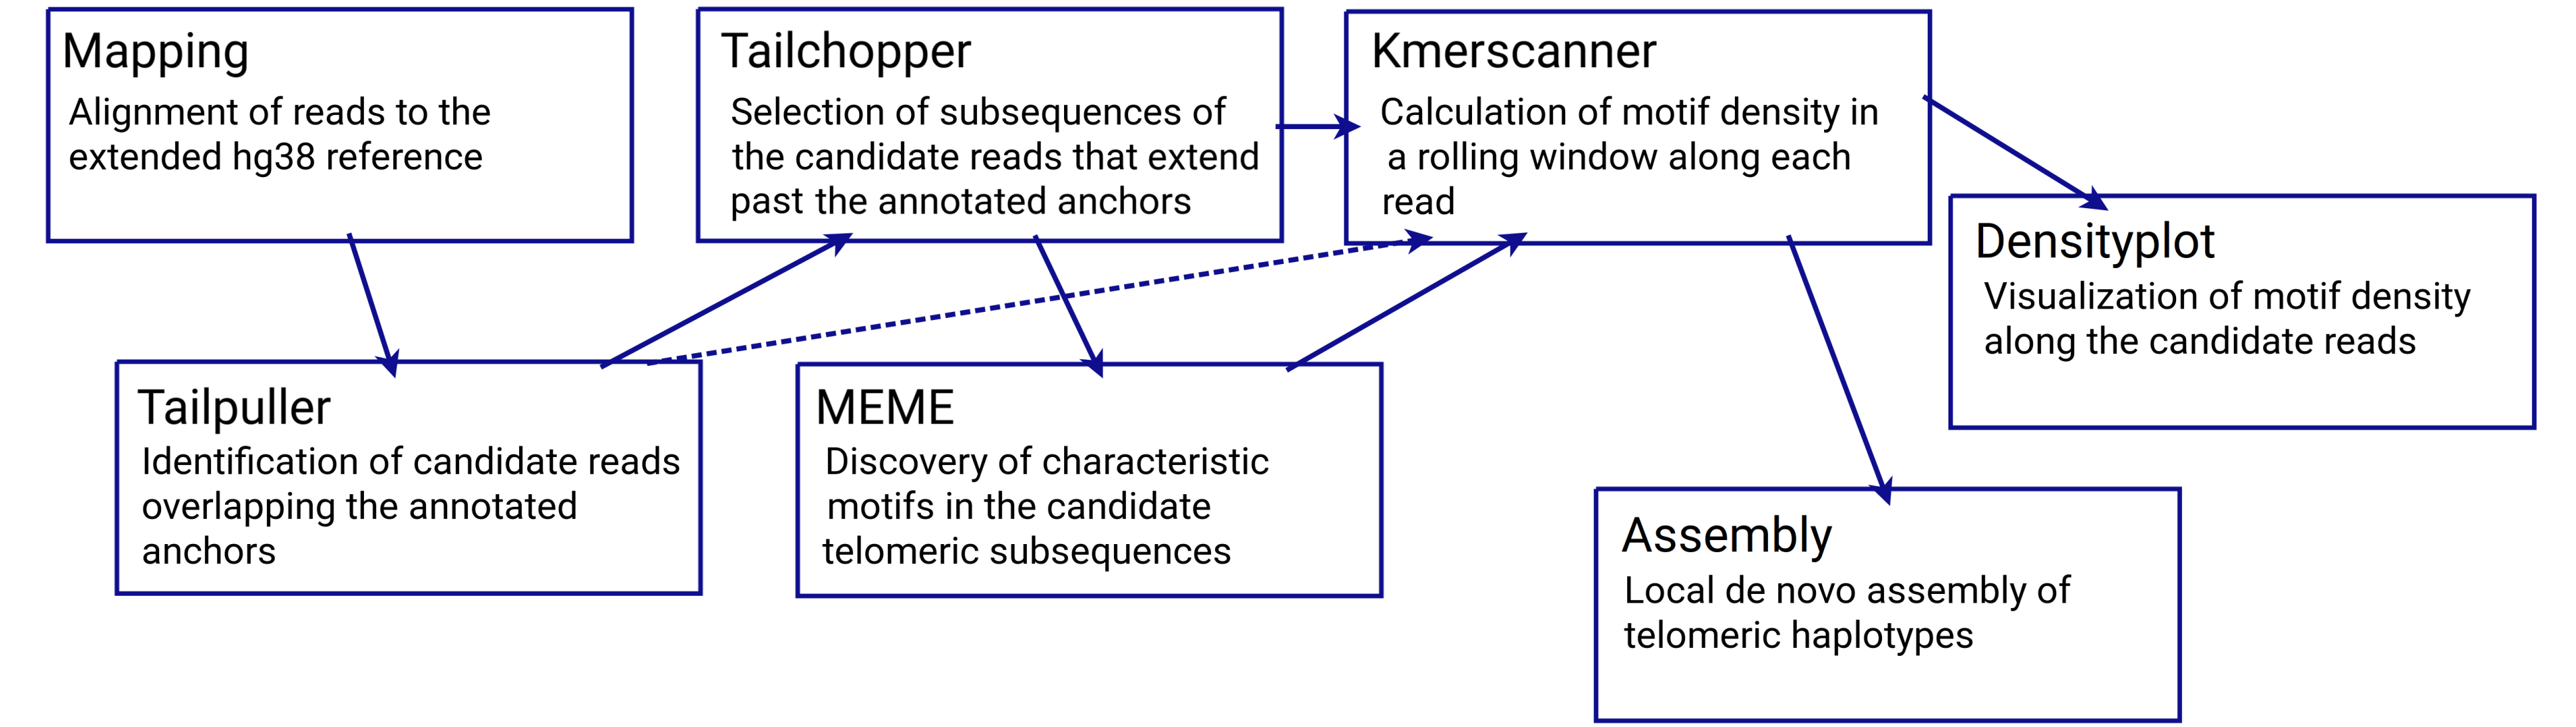 Mapping
Alignment of reads to the
extended hg38 reference
Tailchopper
Selection of subsequences of
the candidate reads that extend
past the annotated anchors
Kmerscanner
Calculation of motif density in
a rolling window along each
read
Densityplot
Visualization of motif density
along the candidate reads
Tailpuller
Identification of candidate reads
overlapping the annotated
anchors
MEME
Discovery of characteristic
motifs in the candidate
telomeric subsequences
Assembly
Local de novo assembly of
telomeric haplotypes